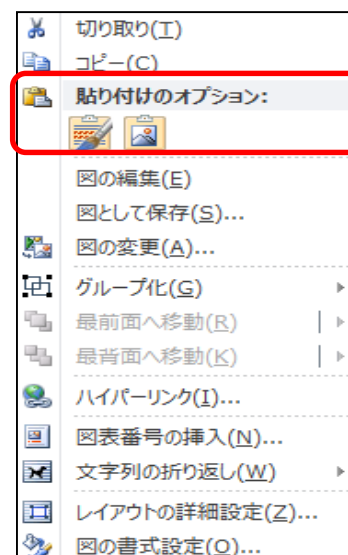 切り取り(T)
コピー(C)
貼り付けのオプション:
図の編集(E)
図として保存(S)...
図の変更(A)...
グループ化(G)
最前面へ移動(R)
最背面へ移動(K)
ハイパーリンク(I)...
図表番号の挿入(N)...
文字列の折り返し(W)
レイアウトの詳細設定(Z)...
図の書式設定(O)...